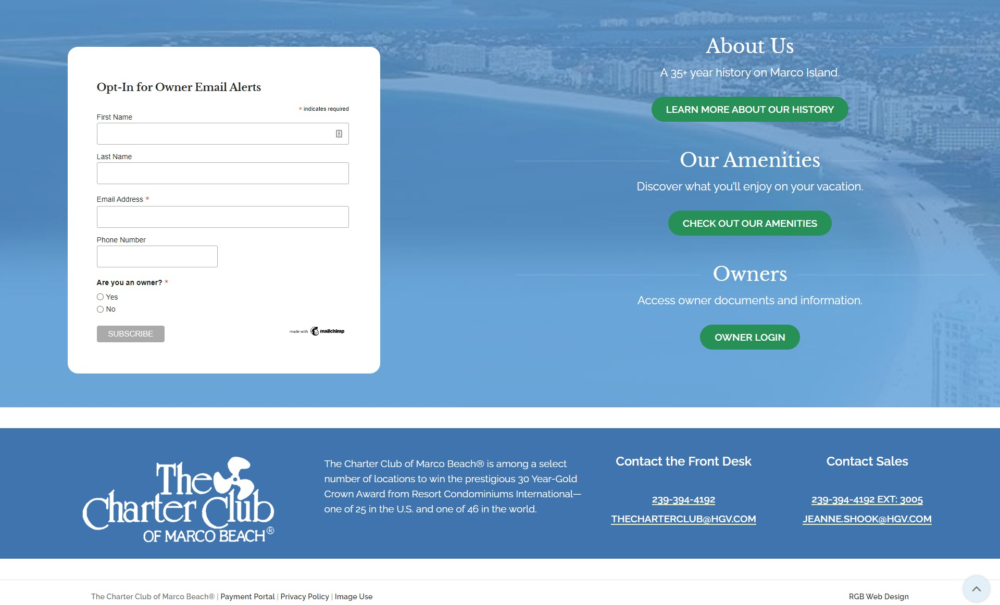 Opt-In for Owner Email Alerts
* indicates required
First Name
Last Name
Email Address *
Phone Number
Are you an owner? *
Yes
No
SUBSCRIBE
made with mailchimp
About Us
A 35+ year history on Marco Island.
LEARN MORE ABOUT OUR HISTORY
Our Amenities
Discover what you'll enjoy on your vacation.
CHECK OUT OUR AMENITIES
Owners
Access owner documents and information.
OWNER LOGIN
The
Charter Club
OF MARCO BEACH®
The Charter Club of Marco Beach® is among a select
number of locations to win the prestigious 30 Year-Gold
Crown Award from Resort Condominiums International—
one of 25 in the U.S. and one of 46 in the world.
Contact the Front Desk
239-394-4192
THECHARTERCLUB@HGV.COM
Contact Sales
239-394-4192 EXT: 3005
JEANNE.SHOOK@HGV.COM
The Charter Club of Marco Beach® | Payment Portal | Privacy Policy | Image Use
RGB Web Design